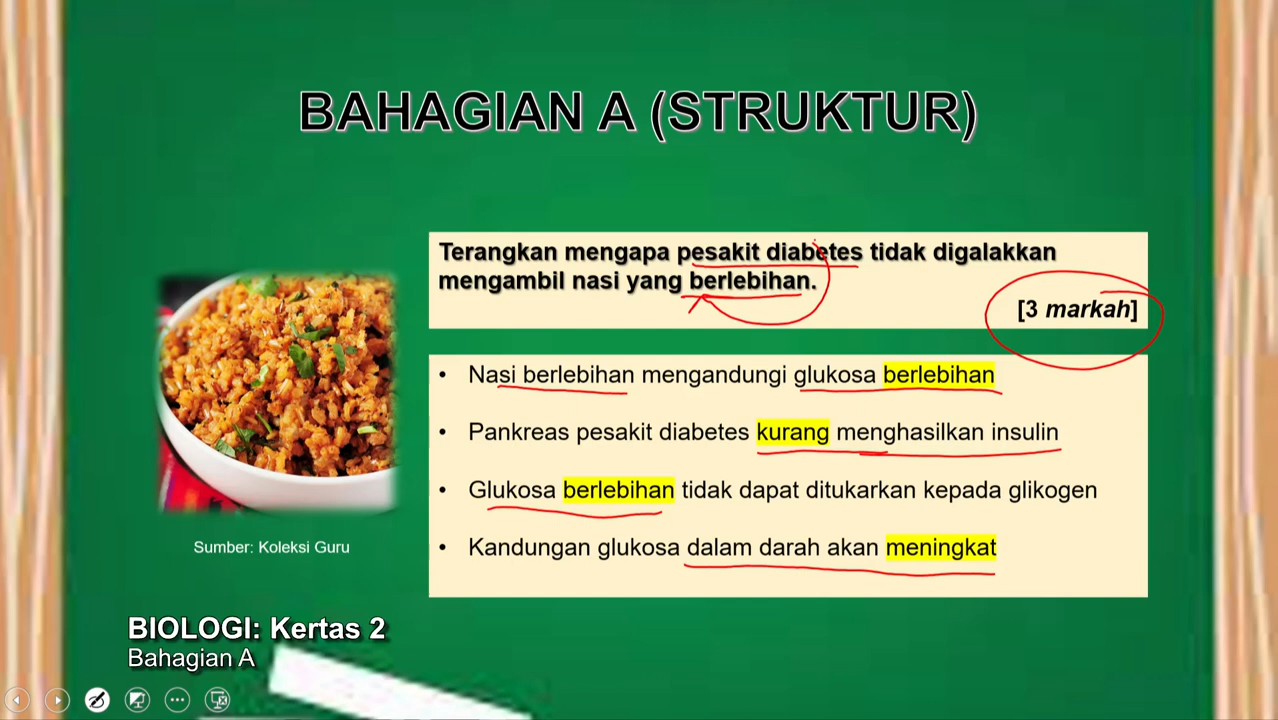 BAHAGIAN A (STRUKTUR)
Terangkan mengapa pesakit diabetes tidak digalakkan
mengambil nasi yang berlebihan.
[3 markah]
• Nasi berlebihan mengandungi glukosa berlebihan
• Pankreas pesakit diabetes kurang menghasilkan insulin
• Glukosa berlebihan tidak dapat ditukarkan kepada glikogen
• Kandungan glukosa dalam darah akan meningkat
Sumber: Koleksi Guru
BIOLOGI: Kertas 2
Bahagian A